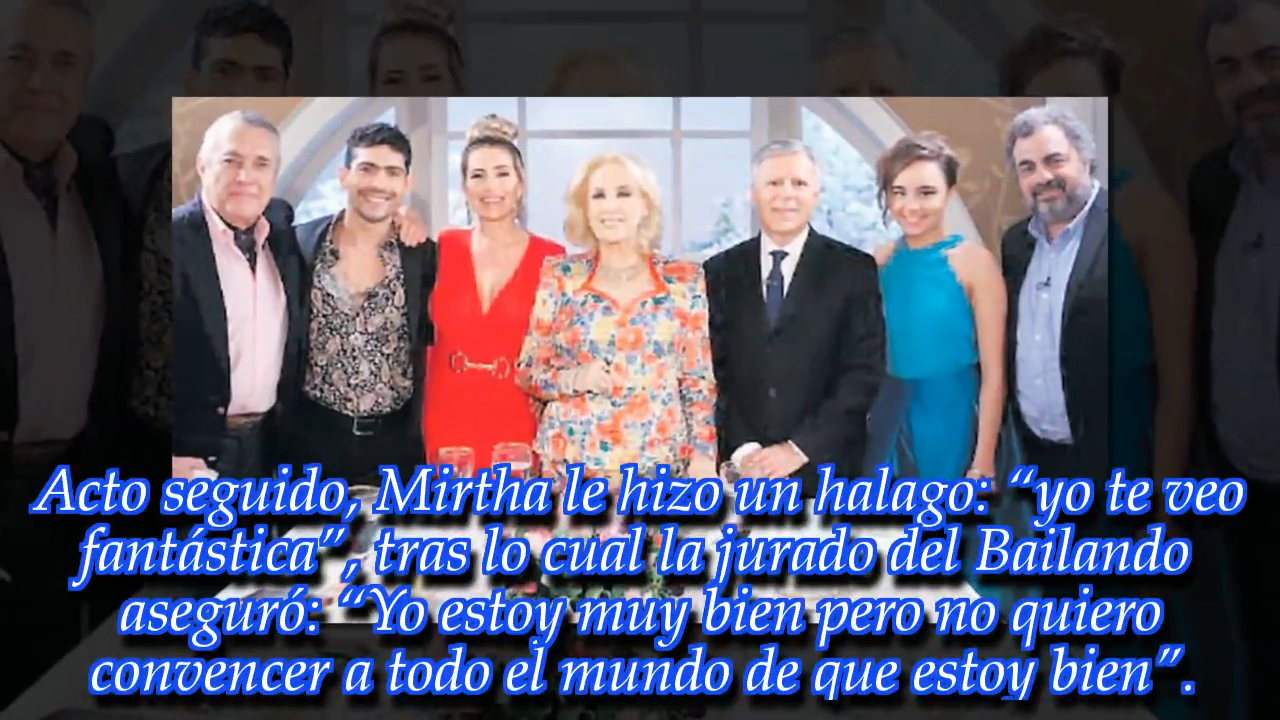 Acto seguido, Mirtha le hizo un halago: “yo te veo
fantástica”, tras lo cual la jurado del Bailando
aseguró: “Yo estoy muy bien pero no quiero
convencer a todo el mundo de que estoy bien”.